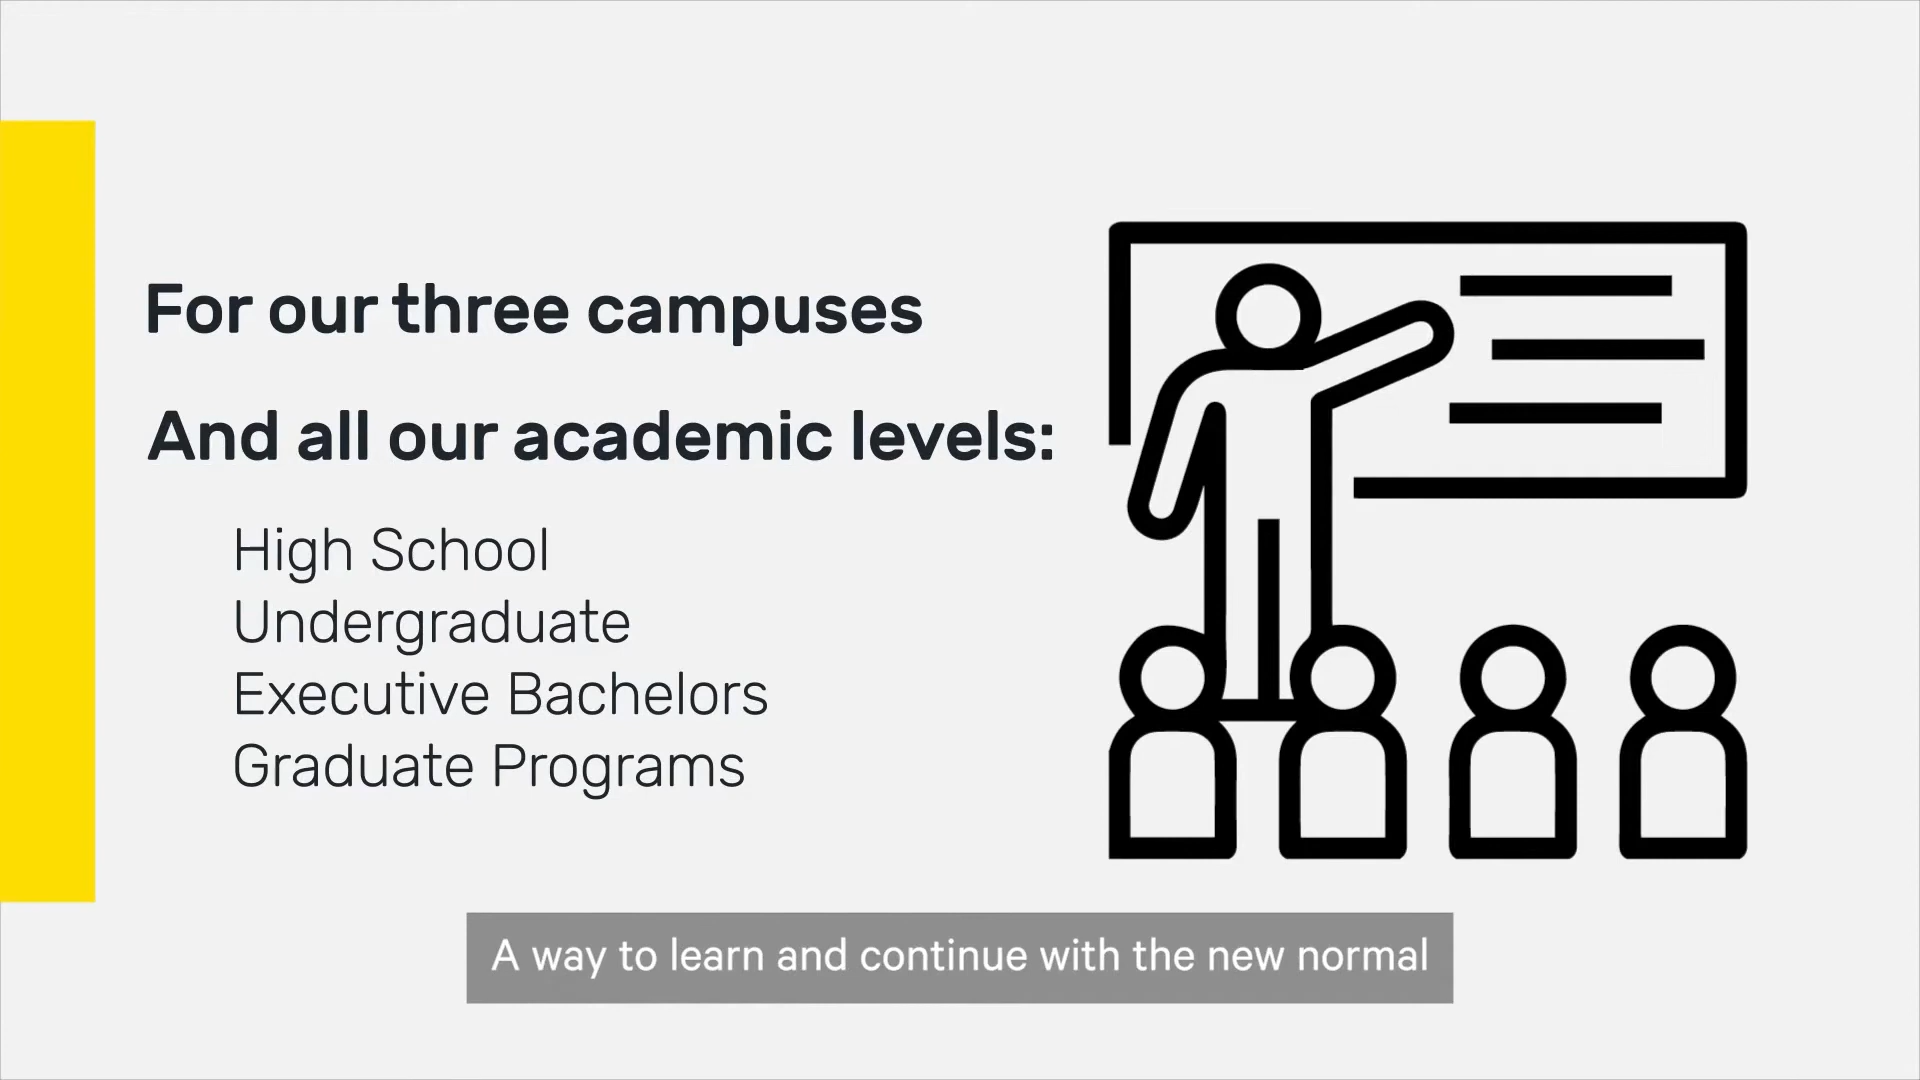 For our three campuses
And all our academic levels:
High School
Undergraduate
Executive Bachelors
Graduate Programs
A way to learn and continue with the new normal